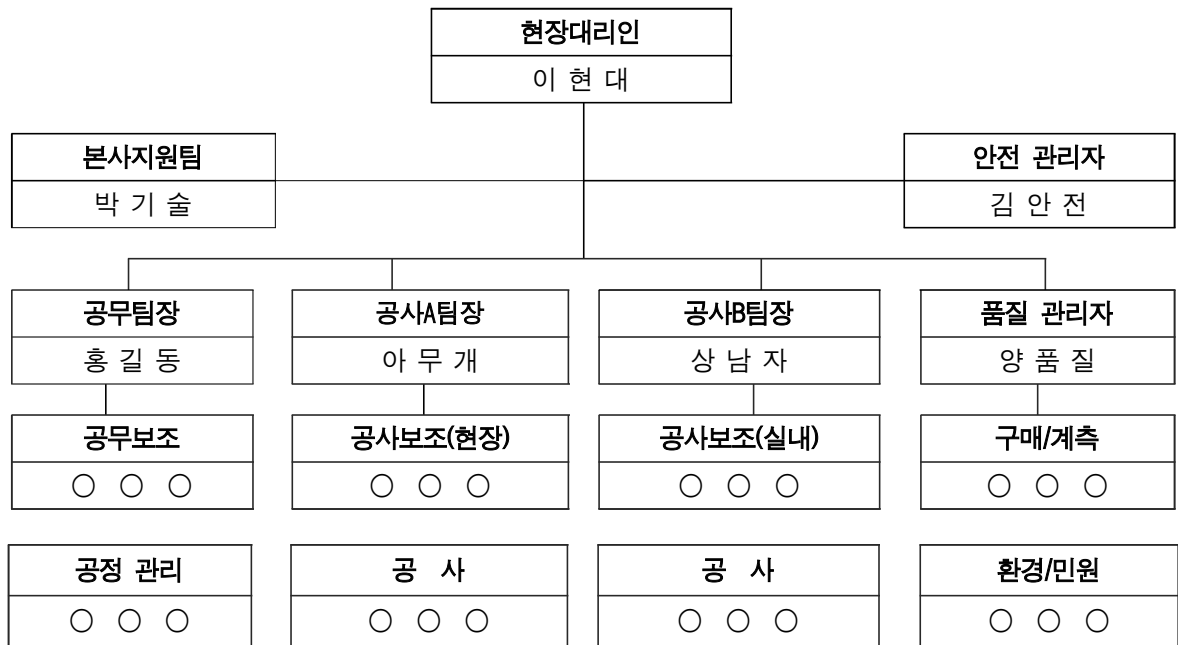 현장대리인
이 현 대
본사지원팀
박 기 술
안전 관리자
김 안 전
공무팀장
홍 길 동
공사A팀장
아 무 개
공사B팀장
상 남 자
품질 관리자
양 품 질
공무보조
○ ○ ○
공사보조(현장)
○ ○ ○
공사보조(실내)
○ ○ ○
구매/계측
○ ○ ○
공정 관리
○ ○ ○
공 사
○ ○ ○
공 사
○ ○ ○
환경/민원
○ ○ ○